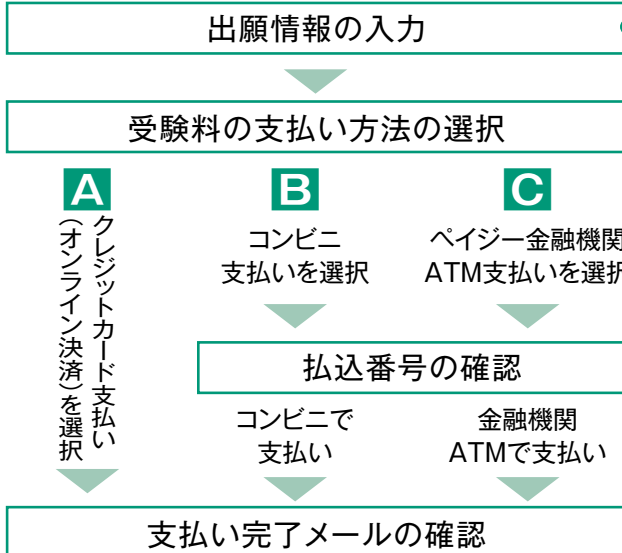 出願情報の入力
受験料の支払い方法の選択
A
クレジットカード支払い
（オンライン決済）を選択
B
コンビニ
支払いを選択
C
ペイジー金融機関
ATM支払いを選択
払込番号の確認
コンビニで
支払い
金融機関
ATMで支払い
支払い完了メールの確認